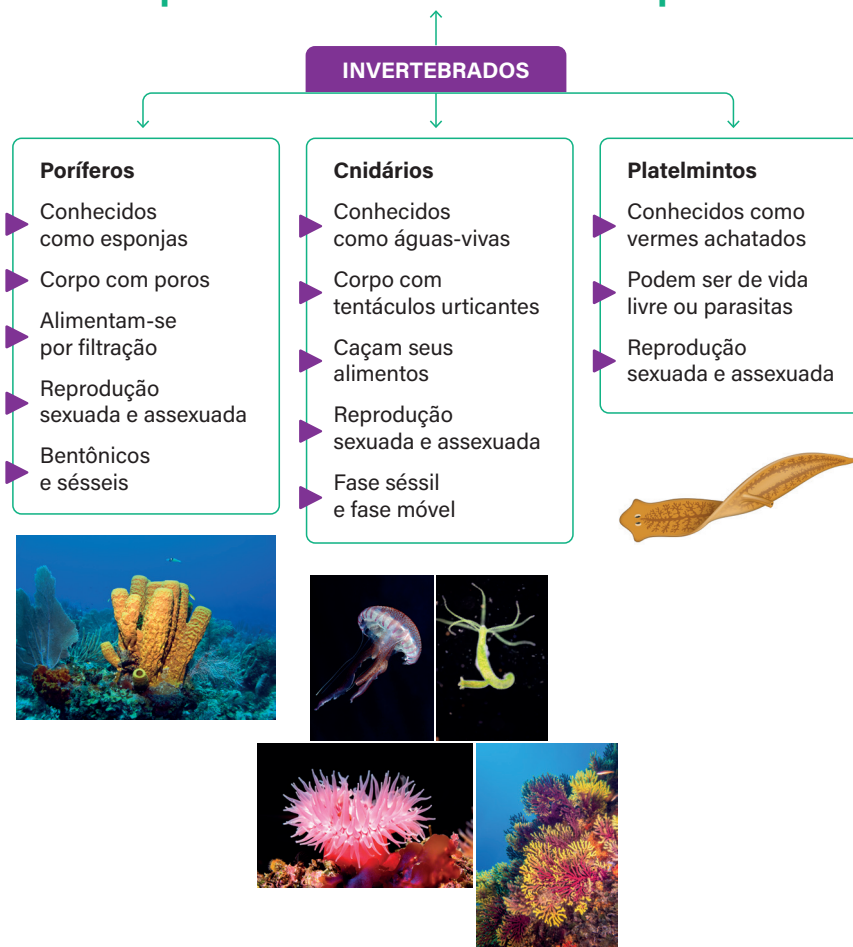 INVERTEBRADOS
Poríferos
Conhecidos
como esponjas
Corpo com poros
Alimentam-se
por filtração
Reprodução
sexuada e assexuada
Bentônicos
e sésseis
Cnidários
Conhecidos
como águas-vivas
Corpo com
tentáculos urticantes
Caçam seus
alimentos
Reprodução
sexuada e assexuada
Fase séssil
e fase móvel
Platelmintos
Conhecidos como
vermes achatados
Podem ser de vida
livre ou parasitas
Reprodução
sexuada e assexuada